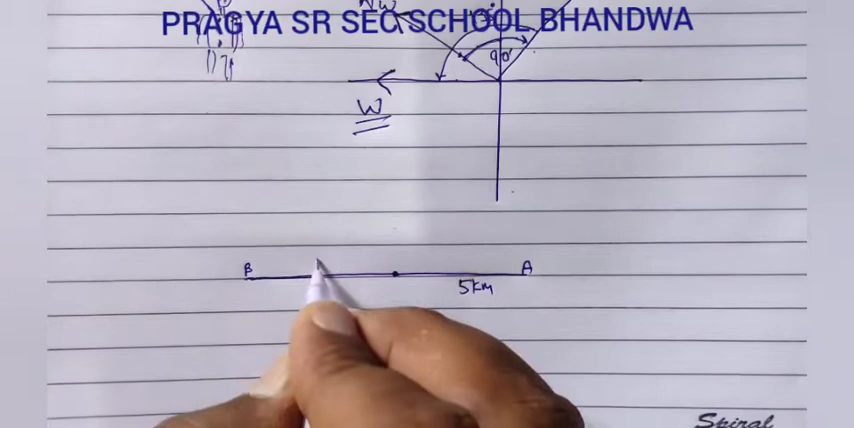 PRAGYA SR SEC SCHOOL BHANDWA
NW
90°
W
B
A
5km
Spiral